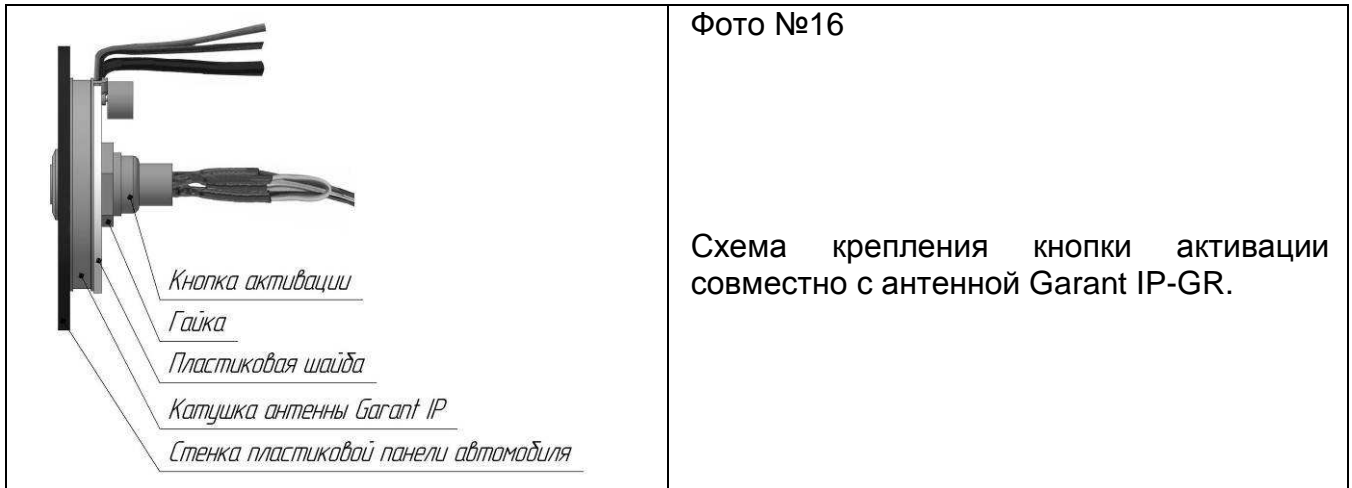 Кнопка активации
Гайка
Пластиковая шайба
Катушка антенны Garant IP
Стенка пластиковой панели автомобиля
Фото №16
Схема крепления кнопки активации
совместно с антенной Garant IP-GR.